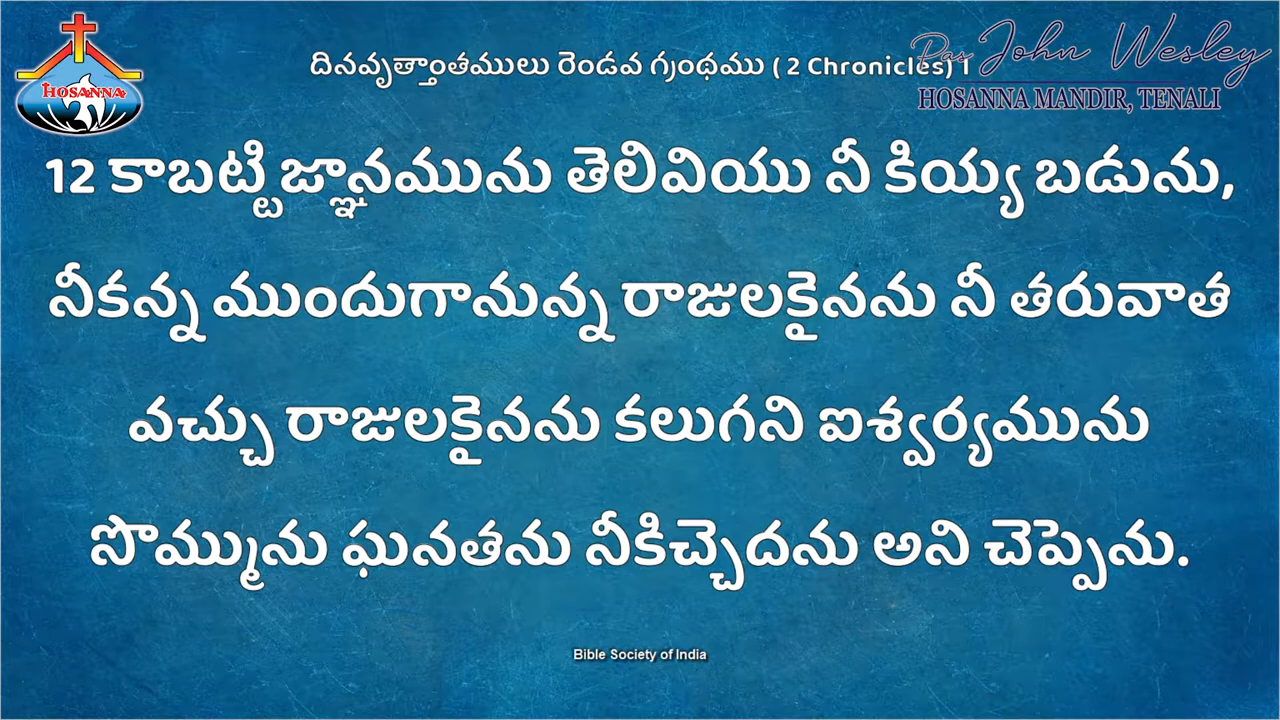 HOSANNA
దినవృత్తాంతములు రెండవ గ్రంథము ( 2 Chronicles) I
Pas John Wesley
HOSANNA MANDIR, TENALI
12 కాబట్టి జ్ఞానమును తెలివియు నీ కియ్య బడును,
నీకన్న ముందుగానున్న రాజులకైనను నీ తరువాత
వచ్చు రాజులకైనను కలుగని ఐశ్వర్యమును
సొమ్మును ఘనతను నీకిచ్చెదను అని చెప్పెను.
Bible Society of India